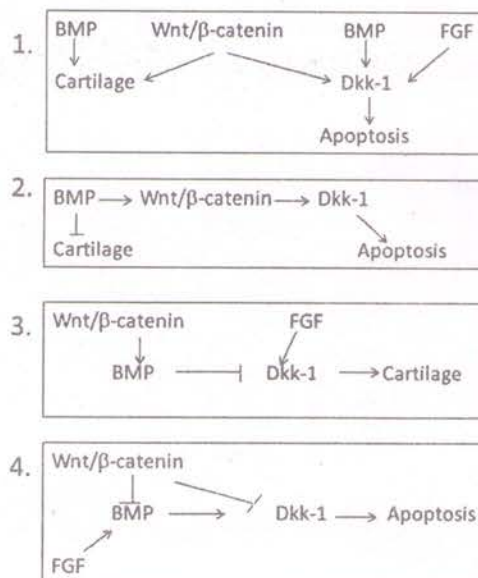 1.
BMP Wnt/β-catenin BMP FGF
Cartilage Dkk-1
Apoptosis
2.
BMP Wnt/β-catenin Dkk-1
Cartilage Apoptosis
3.
Wnt/β-catenin FGF
BMP Dkk-1 Cartilage
4.
Wnt/β-catenin
BMP Dkk-1 Apoptosis
FGF